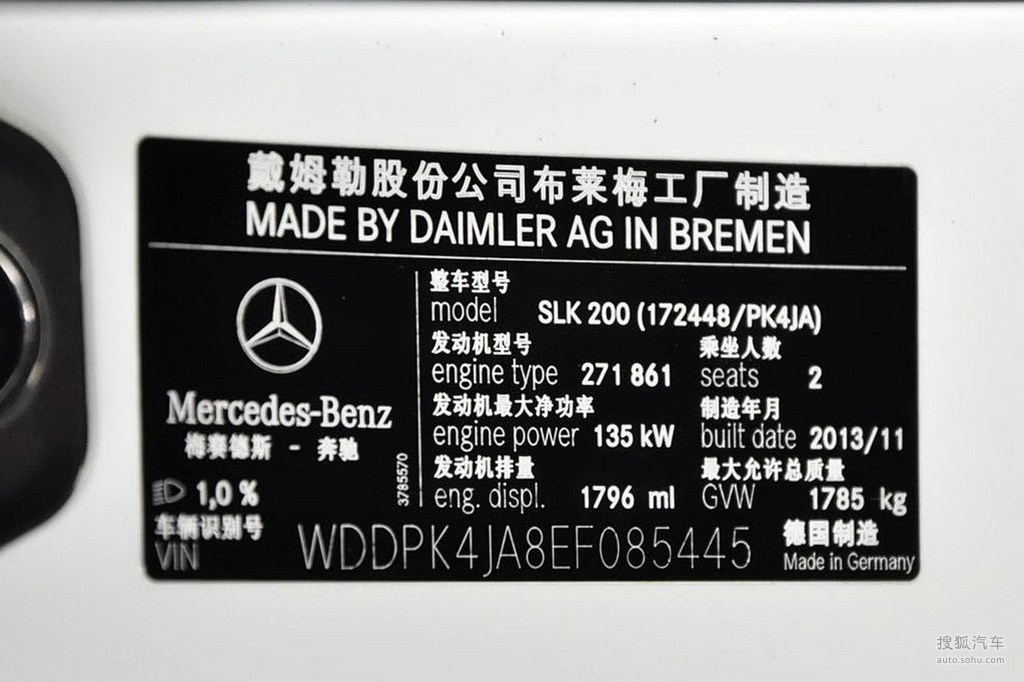 戴姆勒股份公司布莱梅工厂制造
MADE BY DAIMLER AG IN BREMEN
Mercedes-Benz
梅赛德斯 - 奔驰
1,0 %
3785570
整车型号
model SLK 200 (172448/PK4JA)
发动机型号 乘坐人数
engine type 271 861 seats 2
发动机最大净功率 制造年月
engine power 135 kW built date 2013/11
发动机排量 最大允许总质量
eng. displ. 1796 ml GVW 1785 kg
车辆识别号
VIN WDDPK4JA8EF085445
德国制造
Made in Germany
搜狐汽车
auto.sohu.com